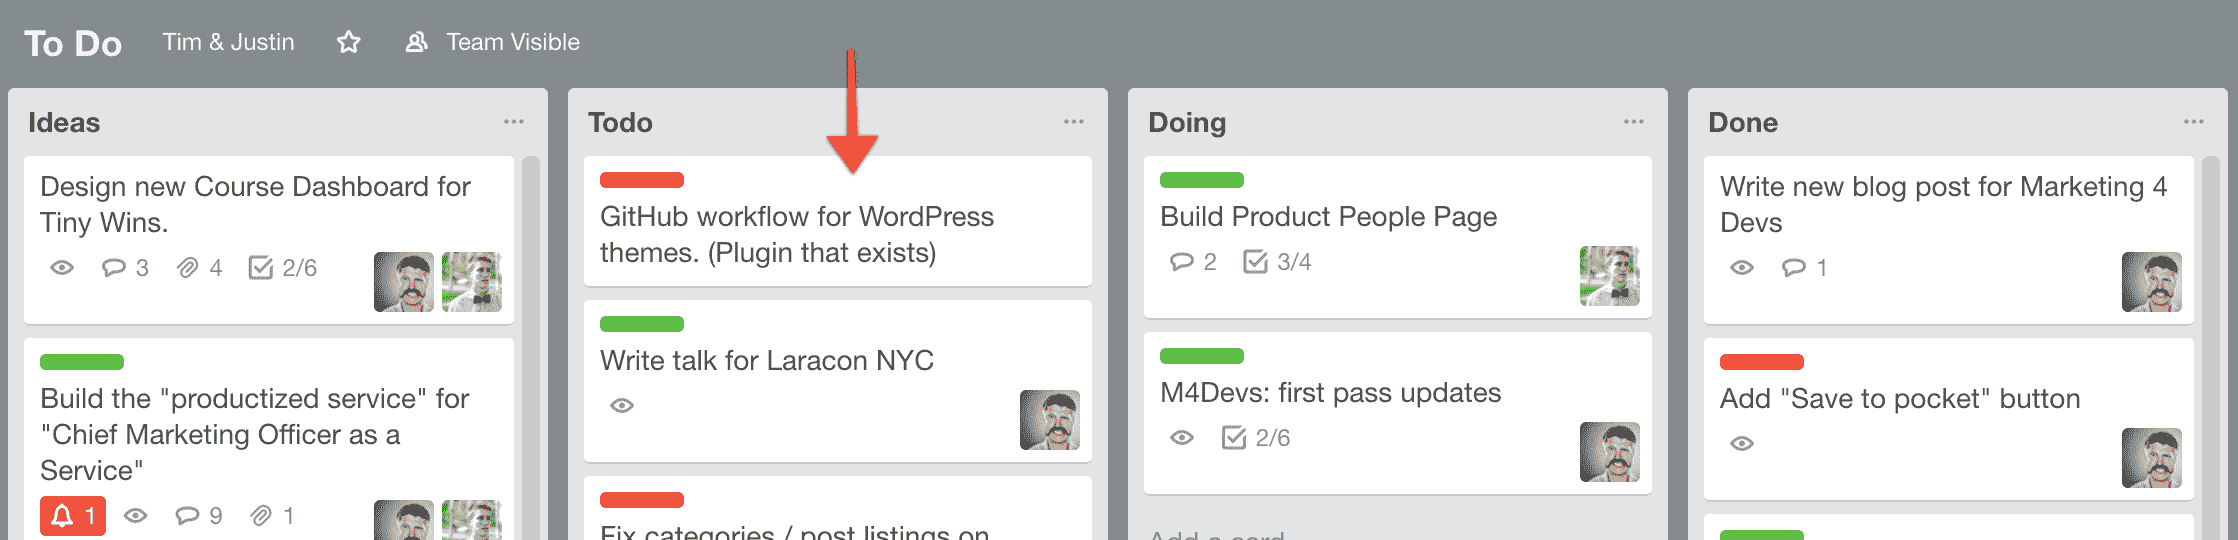 To Do Tim & Justin Team Visible
Ideas
Design new Course Dashboard for
Tiny Wins.
3 4 2/6
Build the "productized service" for
"Chief Marketing Officer as a
Service"
1 9 1
Todo
GitHub workflow for WordPress
themes. (Plugin that exists)
Write talk for Laracon NYC
Fix categories / post listings on
Doing
Build Product People Page
2 3/4
M4Devs: first pass updates
2/6
Add a card
Done
Write new blog post for Marketing 4
Devs
1
Add "Save to pocket" button